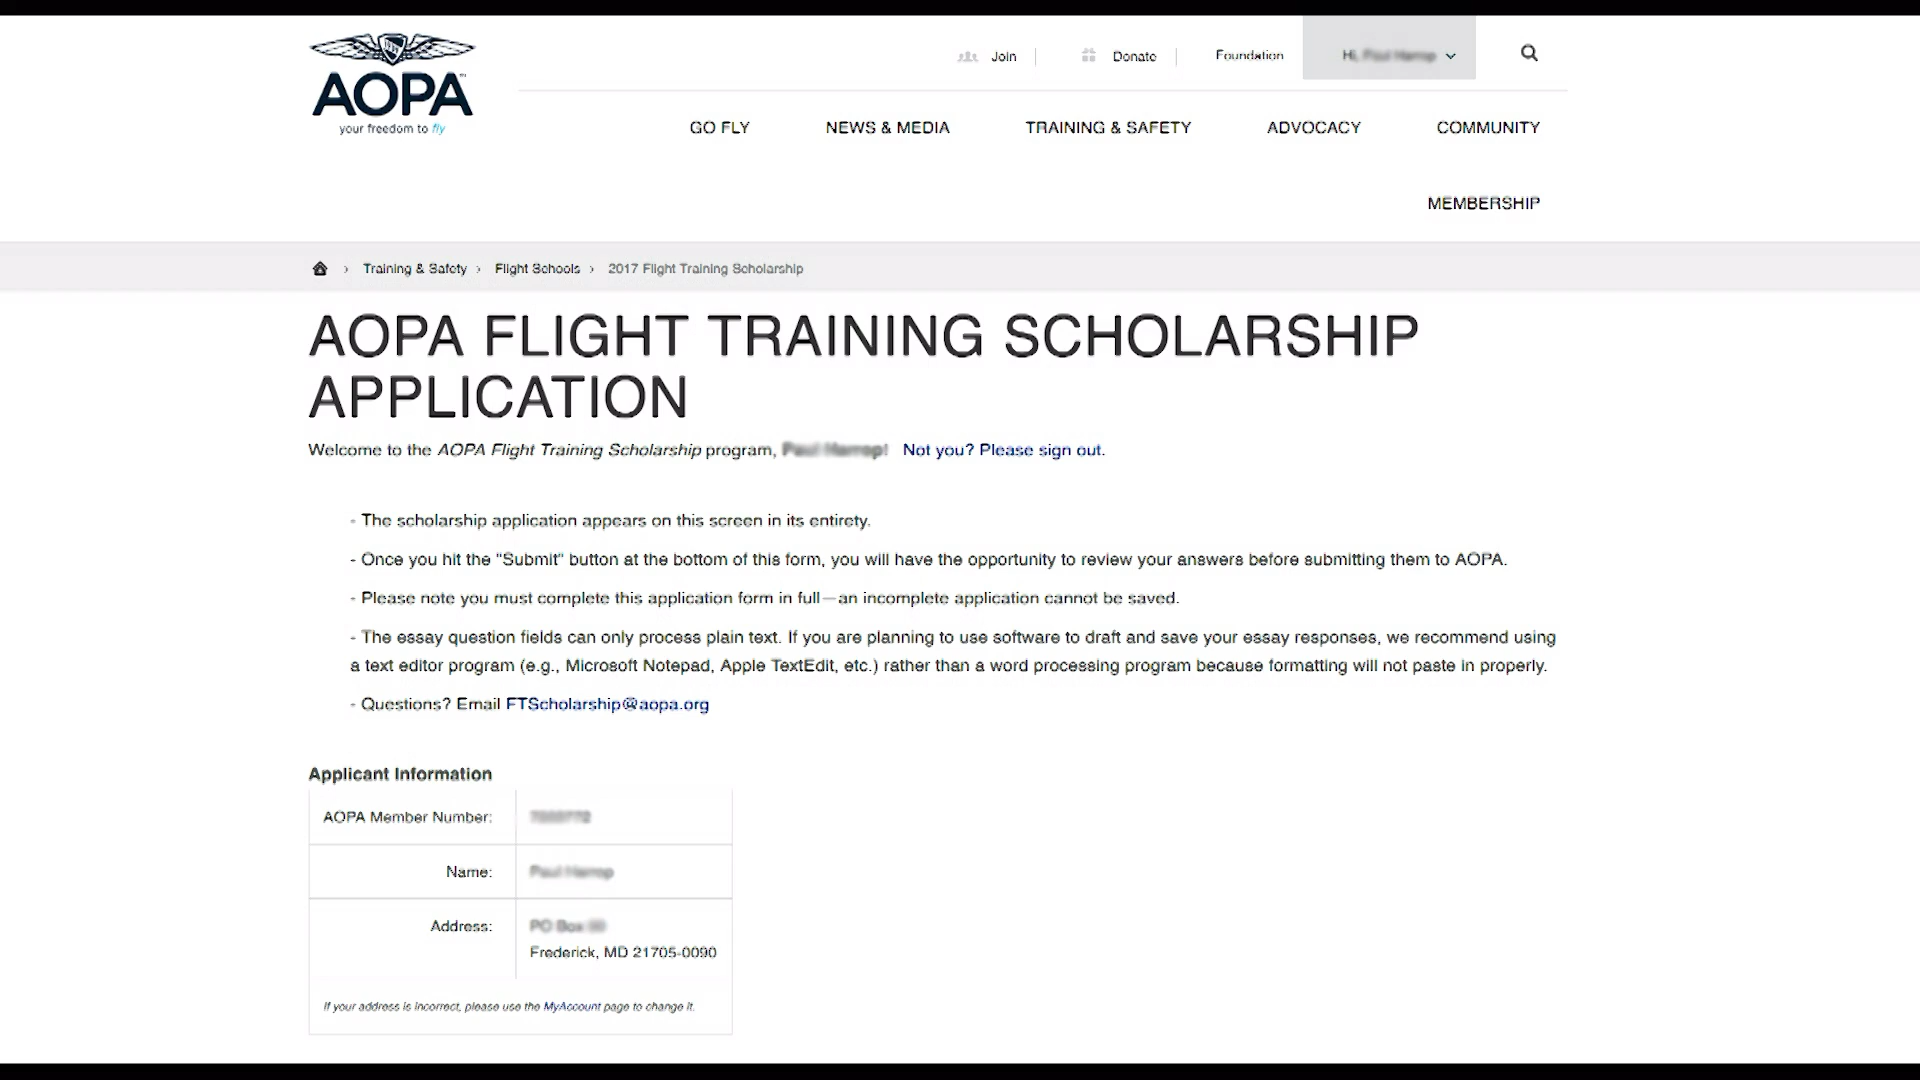 AOPA
your freedom to fly
Join
Donate
Foundation
Hi,
GO FLY
NEWS & MEDIA
TRAINING & SAFETY
ADVOCACY
COMMUNITY
MEMBERSHIP
› Training & Safety › Flight Schools › 2017 Flight Training Scholarship
AOPA FLIGHT TRAINING SCHOLARSHIP
APPLICATION
Welcome to the AOPA Flight Training Scholarship program, Not you? Please sign out.
- The scholarship application appears on this screen in its entirety.
- Once you hit the "Submit" button at the bottom of this form, you will have the opportunity to review your answers before submitting them to AOPA.
- Please note you must complete this application form in full—an incomplete application cannot be saved.
- The essay question fields can only process plain text. If you are planning to use software to draft and save your essay responses, we recommend using
a text editor program (e.g., Microsoft Notepad, Apple TextEdit, etc.) rather than a word processing program because formatting will not paste in properly.
- Questions? Email FTScholarship@aopa.org
Applicant Information
AOPA Member Number:
Name:
Address:
Frederick, MD 21705-0090
If your address is incorrect, please use the MyAccount page to change it.